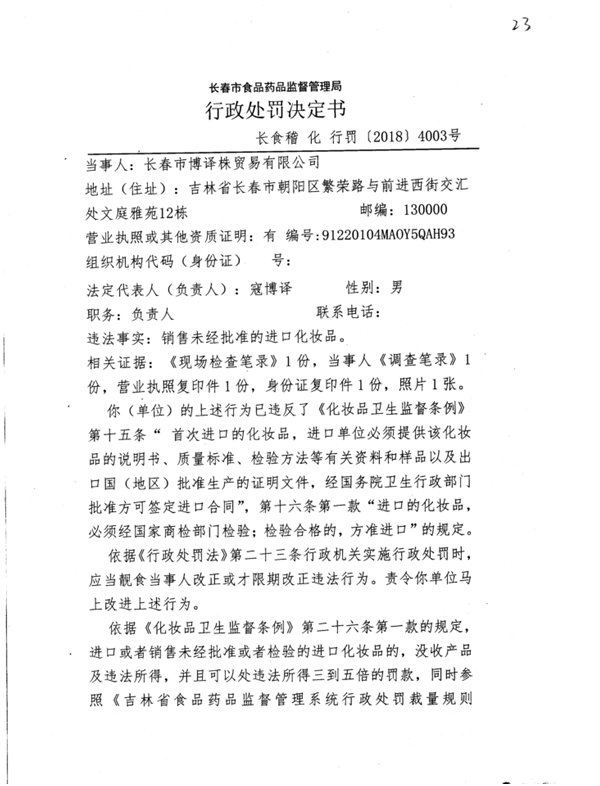 23
长春市食品药品监督管理局
行政处罚决定书
长食稽 化 行罚〔2018〕4003号
当事人：长春市博译株贸易有限公司
地址（住址）：吉林省长春市朝阳区繁荣路与前进西街交汇
处文庭雅苑12栋 邮编：130000
营业执照或其他资质证明：有 编号：91220104MAOY5QAH93
组织机构代码（身份证） 号：
法定代表人（负责人）：寇博译 性别：男
职务：负责人 联系电话：
违法事实：销售未经批准的进口化妆品。
相关证据：《现场检查笔录》1份，当事人《调查笔录》1
份，营业执照复印件1份，身份证复印件1份，照片1张。
你（单位）的上述行为已违反了《化妆品卫生监督条例》
第十五条“ 首次进口的化妆品，进口单位必须提供该化妆
品的说明书、质量标准、检验方法等有关资料和样品以及出
口国（地区）批准生产的证明文件，经国务院卫生行政部门
批准方可签定进口合同”，第十六条第一款“进口的化妆品，
必须经国家商检部门检验；检验合格的，方准进口”的规定。
依据《行政处罚法》第二十三条行政机关实施行政处罚时，
应当靓食当事人改正或才限期改正违法行为。责令你单位马
上改进上述行为。
依据《化妆品卫生监督条例》第二十六条第一款的规定，
进口或者销售未经批准或者检验的进口化妆品的，没收产品
及违法所得，并且可以处违法所得三到五倍的罚款，同时参
照《吉林省食品药品监督管理系统行政处罚裁量规则